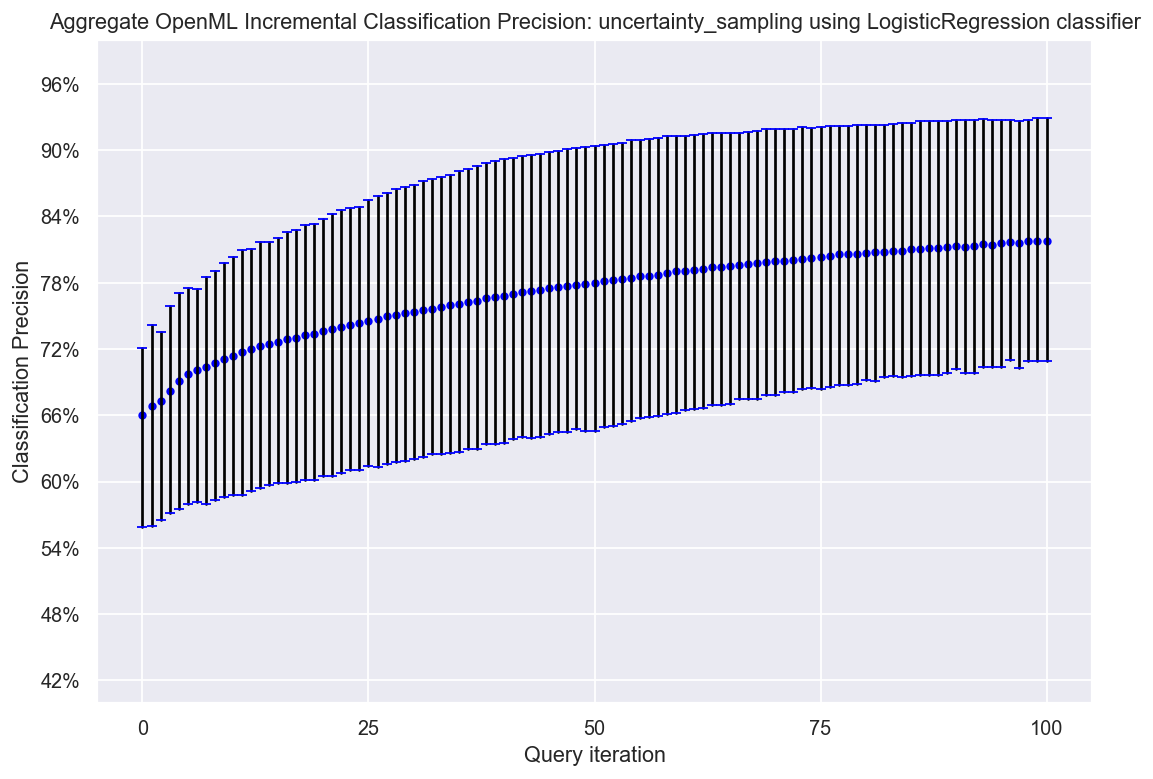 Aggregate OpenML Incremental Classification Precision: uncertainty_sampling using LogisticRegression classifier
96%
90%
84%
78%
72%
66%
60%
54%
48%
42%
Classification Precision
0 25 50 75 100
Query iteration